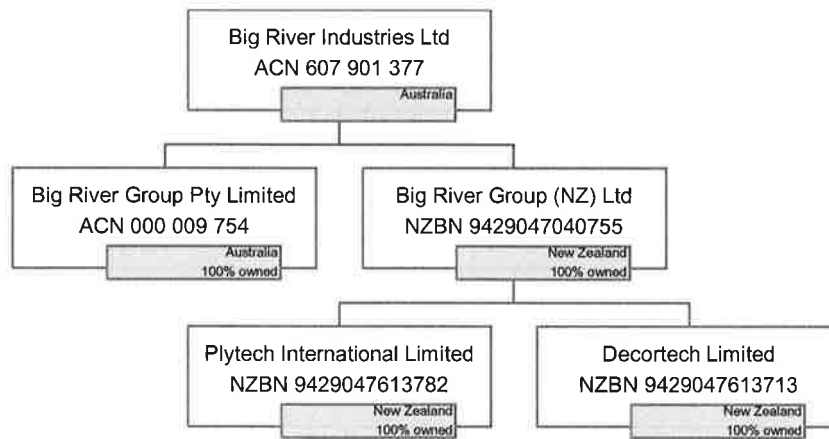 Big River Industries Ltd
ACN 607 901 377
Australia
Big River Group Pty Limited
ACN 000 009 754
Australia
100% owned
Big River Group (NZ) Ltd
NZBN 9429047040755
New Zealand
100% owned
Plytech International Limited
NZBN 9429047613782
New Zealand
100% owned
Decortech Limited
NZBN 9429047613713
New Zealand
100% owned